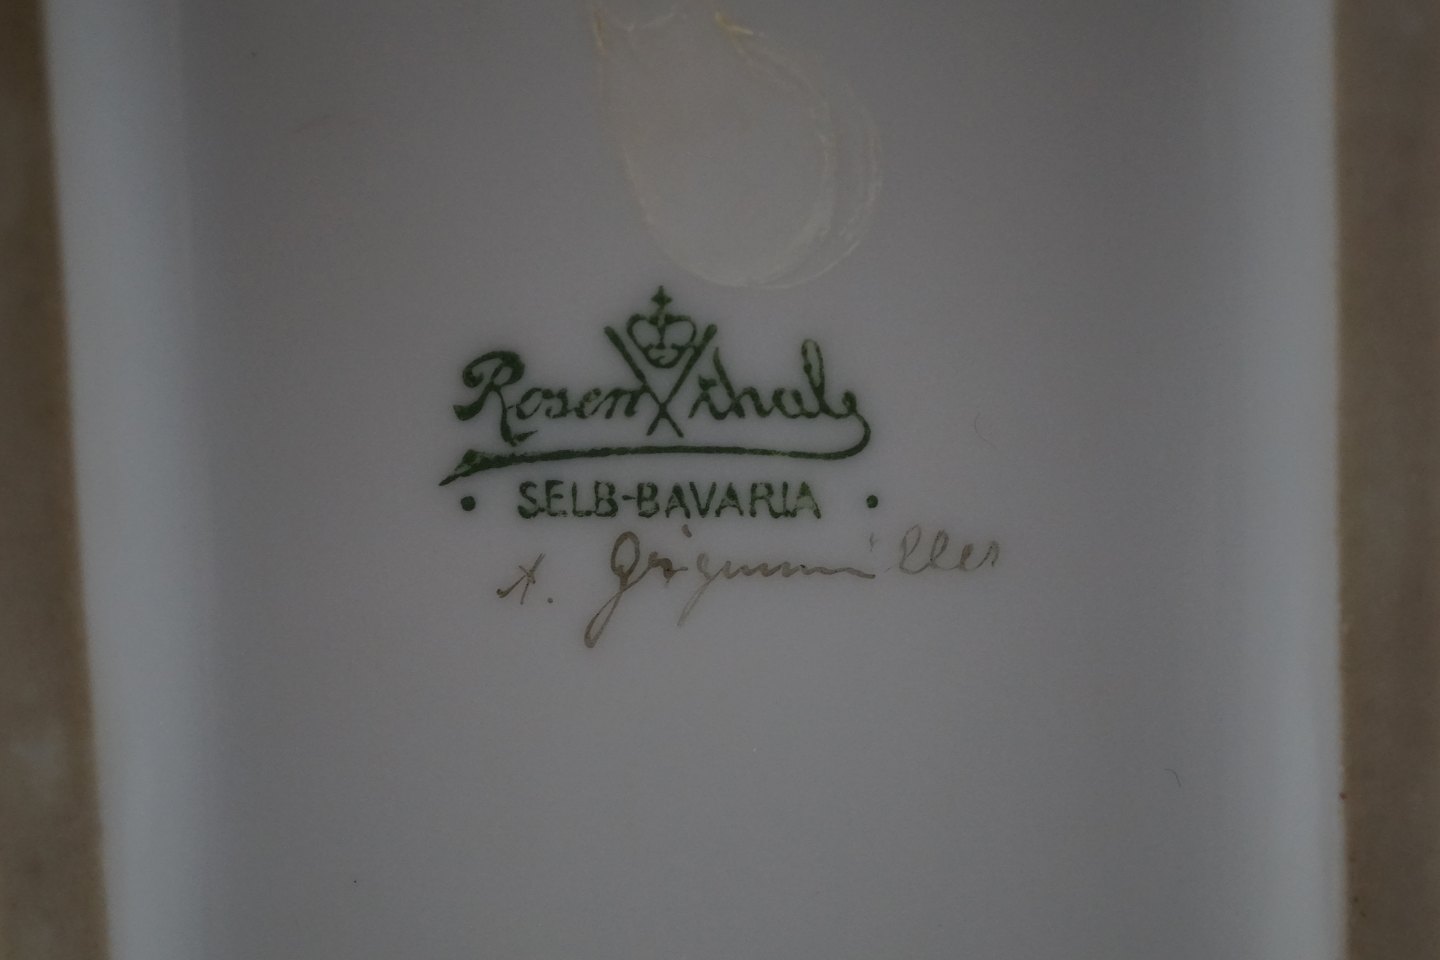 Rosenthal
• SELB-BAVARIA •
A.